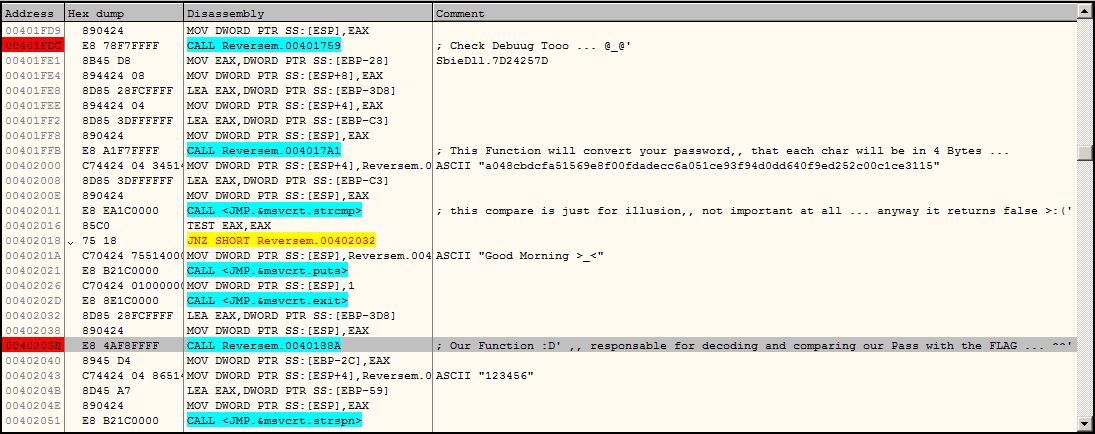 Address Hex dump Disassembly Comment
00401FD9 890424 MOV DWORD PTR SS:[ESP],EAX
00401FDC E8 78F7FFFF CALL Reversem.00401759 ; Check Debuug Tooo ... @_@'
00401FE1 8B45 D8 MOV EAX,DWORD PTR SS:[EBP-28] SbieDll.7D24257D
00401FE4 894424 08 MOV DWORD PTR SS:[ESP+8],EAX
00401FE8 8D85 28FCFFFF LEA EAX,DWORD PTR SS:[EBP-3D8]
00401FEE 894424 04 MOV DWORD PTR SS:[ESP+4],EAX
00401FF2 8D85 3DFFFFFF LEA EAX,DWORD PTR SS:[EBP-C3]
00401FF8 890424 MOV DWORD PTR SS:[ESP],EAX
00401FFB E8 A1F7FFFF CALL Reversem.004017A1 ; This Function will convert your password,, that each char will be in 4 Bytes ...
00402000 C74424 04 34514 MOV DWORD PTR SS:[ESP+4],Reversem.0 ASCII "a048cbdcfa51569e8f00fdadecc6a051ce93f94d0dd640f9ed252c00c1ce3115"
00402008 8D85 3DFFFFFF LEA EAX,DWORD PTR SS:[EBP-C3]
0040200E 890424 MOV DWORD PTR SS:[ESP],EAX
00402011 E8 EA1C0000 CALL <JMP.&msvcrt.strcmp> ; this compare is just for illusion,, not important at all ... anyway it returns false >:('
00402016 85C0 TEST EAX,EAX
00402018 75 18 JNZ SHORT Reversem.00402032
0040201A C70424 75514000 MOV DWORD PTR SS:[ESP],Reversem.004 ASCII "Good Morning >_<"
00402021 E8 B21C0000 CALL <JMP.&msvcrt.puts>
00402026 C70424 01000000 MOV DWORD PTR SS:[ESP],1
0040202D E8 8E1C0000 CALL <JMP.&msvcrt.exit>
00402032 8D85 28FCFFFF LEA EAX,DWORD PTR SS:[EBP-3D8]
00402038 890424 MOV DWORD PTR SS:[ESP],EAX
0040203B E8 4AF8FFFF CALL Reversem.0040188A ; Our Function :D' ,, responsable for decoding and comparing our Pass with the FLAG ... ^^'
00402040 8945 D4 MOV DWORD PTR SS:[EBP-2C],EAX
00402043 C74424 04 86514 MOV DWORD PTR SS:[ESP+4],Reversem.0 ASCII "123456"
0040204B 8D45 A7 LEA EAX,DWORD PTR SS:[EBP-59]
0040204E 890424 MOV DWORD PTR SS:[ESP],EAX
00402051 E8 B21C0000 CALL <JMP.&msvcrt.strspn>